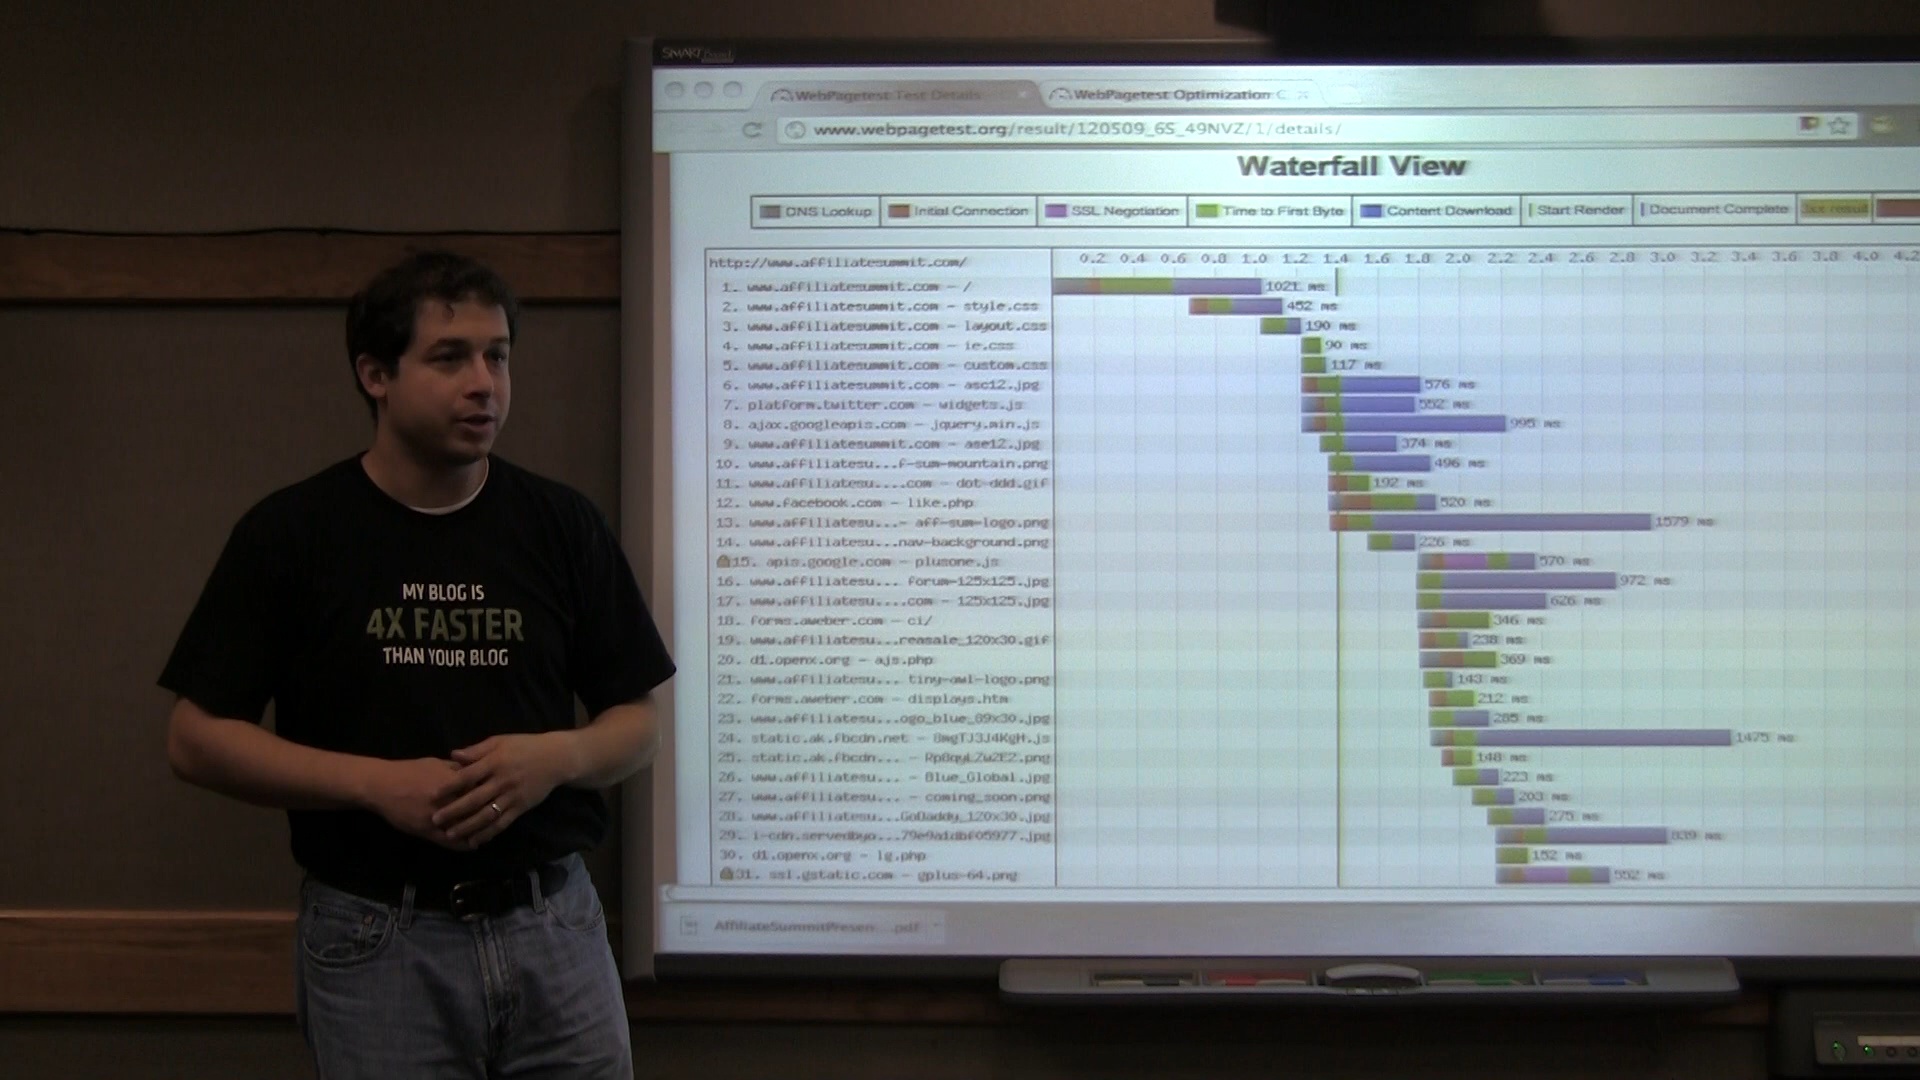 SMART Board
WebPagetest Test Details
WebPagetest Optimization C
www.webpagetest.org/result/120509_6S_49NVZ/1/details/
Waterfall View
DNS Lookup
Initial Connection
SSL Negotiation
Time to First Byte
Content Download
Start Render
Document Complete
3xx result
http://www.affiliatesummit.com/
0.2 0.4 0.6 0.8 1.0 1.2 1.4 1.6 1.8 2.0 2.2 2.4 2.6 2.8 3.0 3.2 3.4 3.6 3.8 4.0 4.2
1. www.affiliatesummit.com - / 1021 ms
2. www.affiliatesummit.com - style.css 452 ms
3. www.affiliatesummit.com - layout.css 190 ms
4. www.affiliatesummit.com - ie.css 90 ms
5. www.affiliatesummit.com - custom.css 117 ms
6. www.affiliatesummit.com - asc12.jpg 576 ms
7. platform.twitter.com - widgets.js 552 ms
8. ajax.googleapis.com - jquery.min.js 995 ms
9. www.affiliatesummit.com - ase12.jpg 374 ms
10. www.affiliatesu...f-sum-mountain.png 496 ms
11. www.affiliatesu....com - dot-ddd.gif 192 ms
12. www.facebook.com - like.php 520 ms
13. www.affiliatesu...- aff-sum-logo.png 1579 ms
14. www.affiliatesu...nav-background.png 226 ms
15. apis.google.com - plusone.js 570 ms
16. www.affiliatesu... forum-125x125.jpg 972 ms
17. www.affiliatesu....com - 125x125.jpg 626 ms
18. forms.aweber.com - ci/ 346 ms
19. www.affiliatesu...reasale_120x30.gif 238 ms
20. d1.openx.org - ajs.php 369 ms
21. www.affiliatesu... tiny-awl-logo.png 143 ms
22. forms.aweber.com - displays.htm 212 ms
23. www.affiliatesu...ogo_blue_89x30.jpg 285 ms
24. static.ak.fbcdn.net - 1475 ms
25. static.ak.fbcdn... - 148 ms
26. www.affiliatesu... - Blue_Global.jpg 223 ms
27. www.affiliatesu... - coming_soon.png 203 ms
28. www.affiliatesu...GoDaddy_120x30.jpg 275 ms
29. i-cdn.servedbyo...79e9a1dbf05977.jpg 839 ms
30. d1.openx.org - lg.php 152 ms
31. ssl.gstatic.com - gplus-64.png 552 ms
AffiliateSummitPresen....pdf
MY BLOG IS
4X FASTER
THAN YOUR BLOG